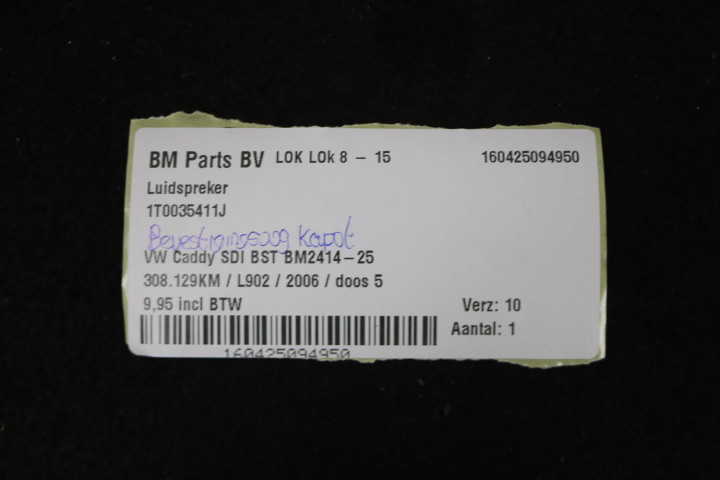 BM Parts BV LOK LOk 8 - 15 160425094950
Luidspreker
1T0035411J
Bevestigingsoog kapot
VW Caddy SDI BST BM2414-25
308.129KM / L902 / 2006 / doos 5
9,95 incl BTW Verz: 10
Aantal: 1
160425094950